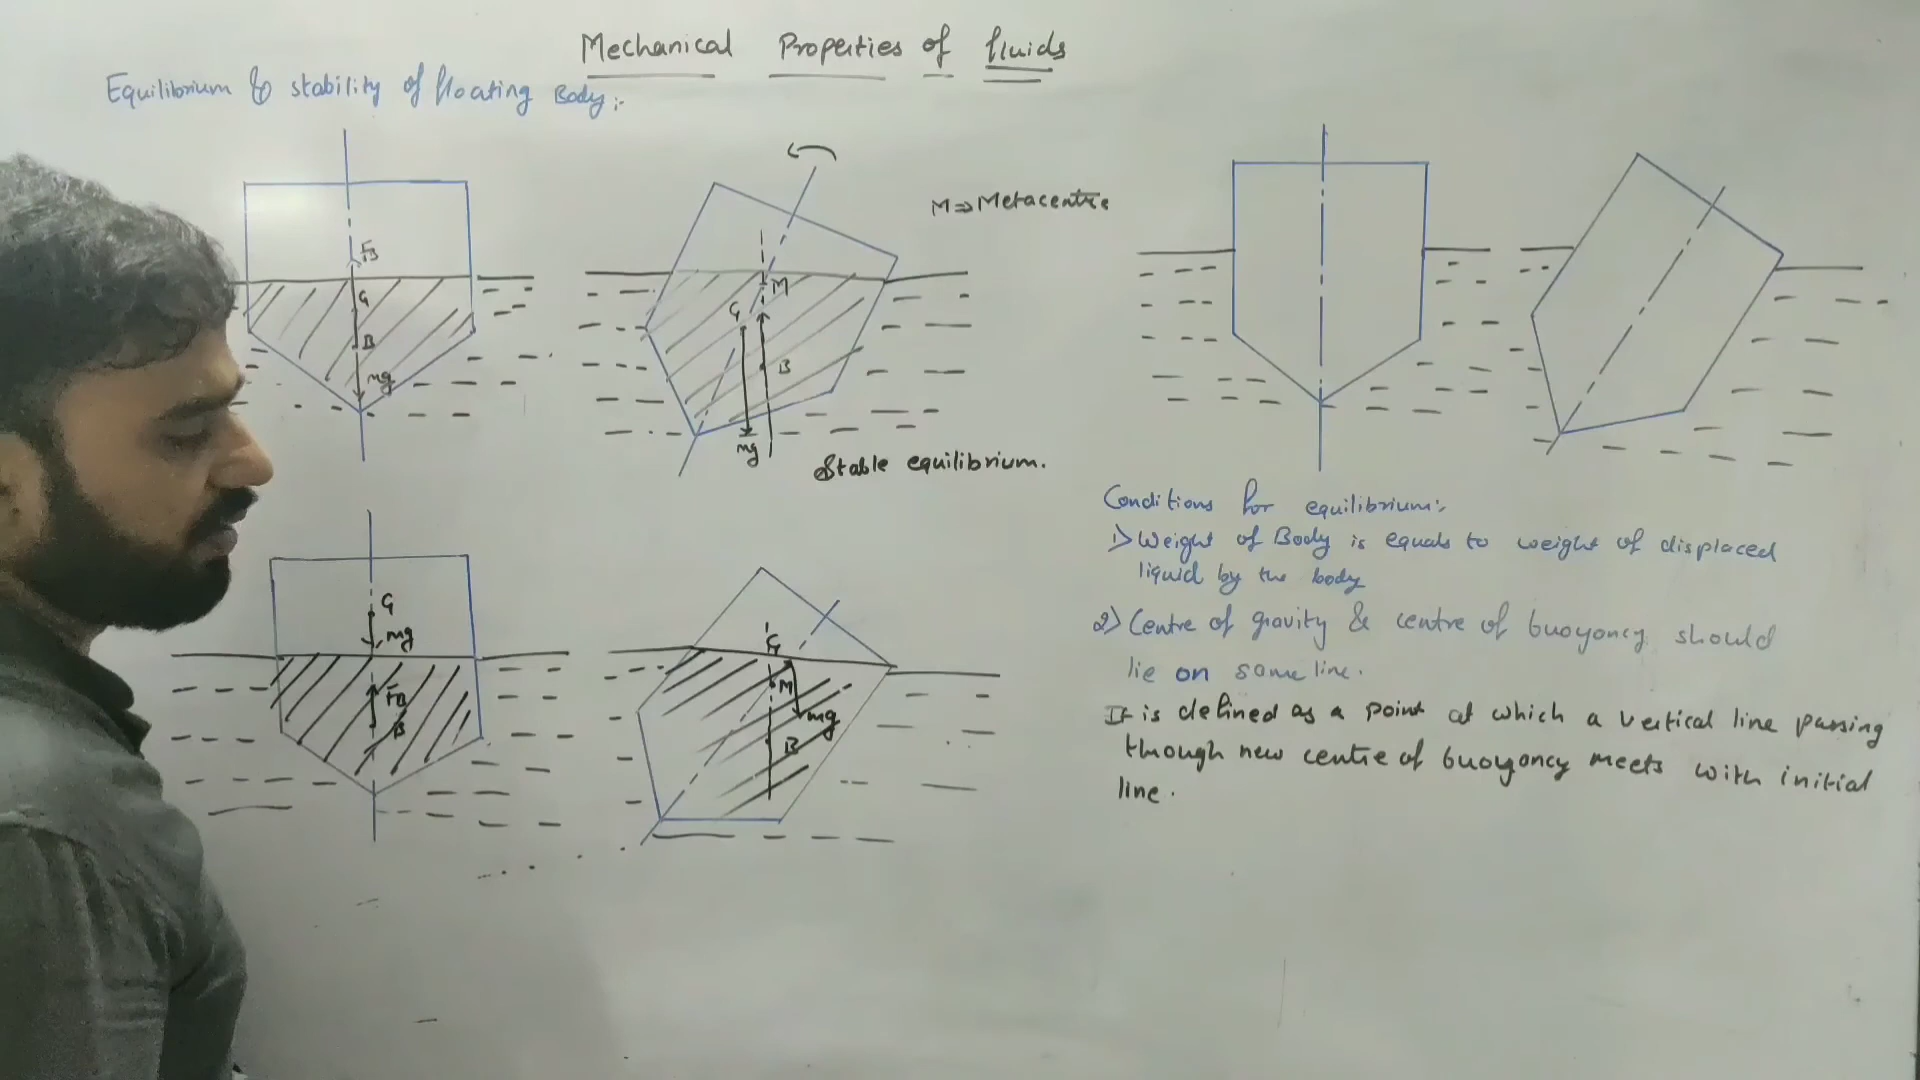 Mechanical Properties of fluids
Equilibrium & stability of floating Body:-
FB
G
B
mg
M
G
B
mg
M => Metacentre
Stable equilibrium.
G
mg
FB
B
G
M
mg
B
Conditions for equilibrium:-
1) Weight of Body is equals to weight of displaced
liquid by the body
2) Centre of gravity & centre of buoyoncy should
lie on same line.
It is defined as a point at which a vertical line passing
through new centre of buoyoncy meets with initial
line.